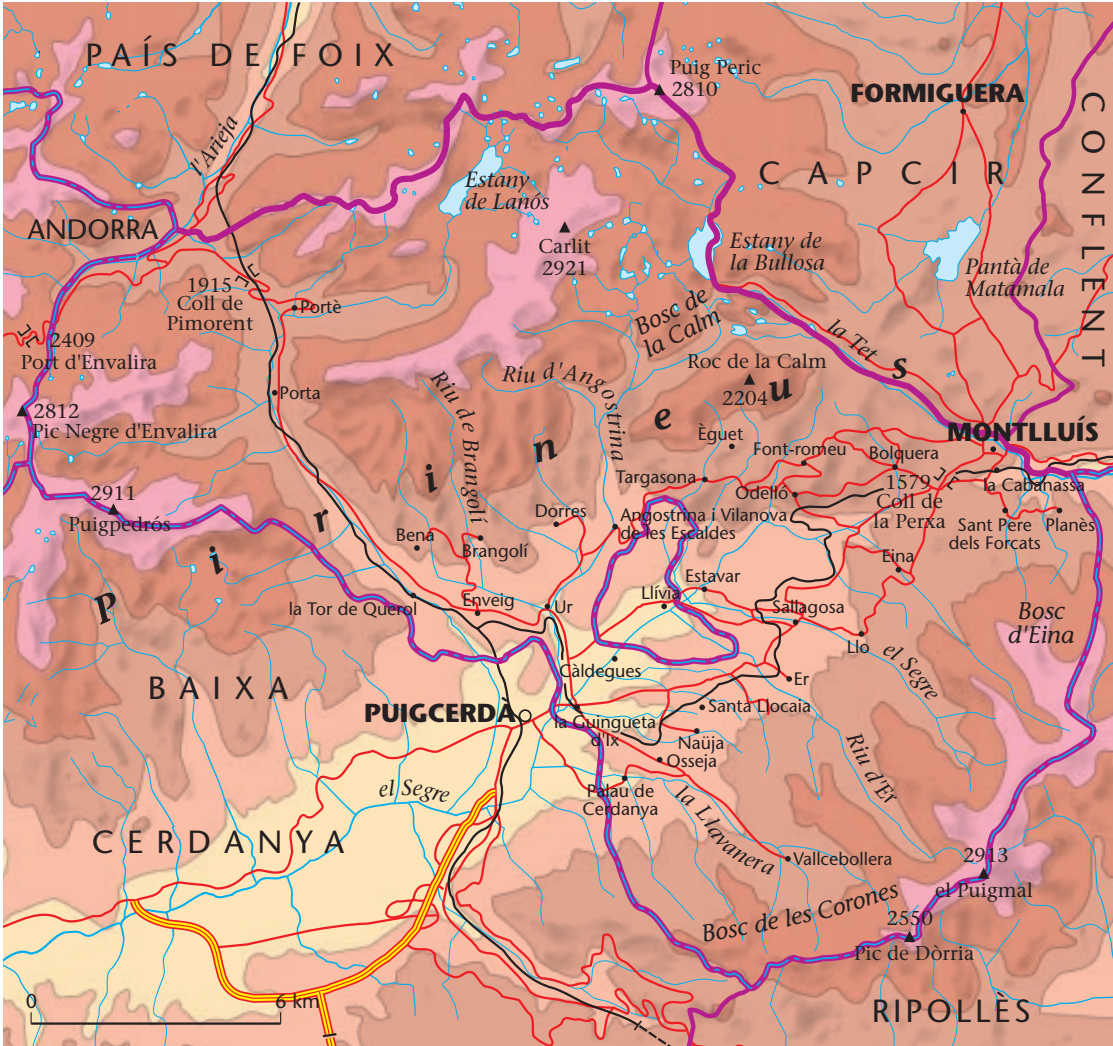 PAÍS DE FOIX
Puig Peric
2810
FORMIGUERA
CONFLENT
l'Arieja
CAPCIR
Estany
de Lanós
ANDORRA
Carlit
2921
Estany de
la Bullosa
Pantà de
Matamala
1915
Coll de
Pimorent
Portè
Bosc de
la Calm
2409
Port d'Envalira
la Tet
Roc de la Calm
2204
Riu d'Angostrina
Riu de Brangolí
Porta
2812
Pic Negre d'Envalira
Pirineus
Èguet
Font-romeu
Bolquera
MONTLLUÍS
Targasona
Odelló
1579
Coll de
la Perxa
la Cabanassa
2911
Puigpedrós
Dorres
Angostrina i Vilanova
de les Escaldes
Sant Pere
dels Forcats
Planès
Bena
Brangolí
Eina
Estavar
la Tor de Querol
Enveig
Ur
Llívia
Sallagosa
Bosc
d'Eina
Llo
el Segre
Càldegues
Er
BAIXA
PUIGCERDÀ
la Guingueta
d'Ix
Santa Llocaia
Naüja
Osseja
Riu d'Er
el Segre
Palau de
Cerdanya
la Llavanera
CERDANYA
Vallcebollera
2913
el Puigmal
Bosc de les Corones
2550
Pic de Dòrria
0
6 km
RIPOLLÈS